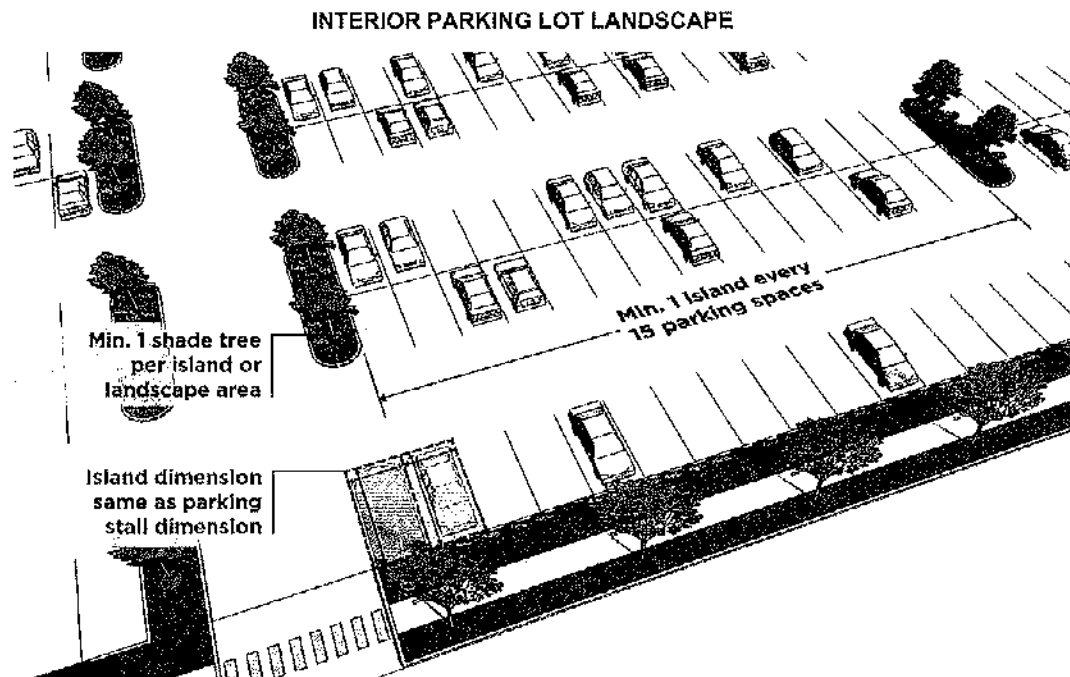 INTERIOR PARKING LOT LANDSCAPE
Min. 1 island every
15 parking spaces
Min. 1 shade tree
per island or
landscape area
Island dimension
same as parking
stall dimension